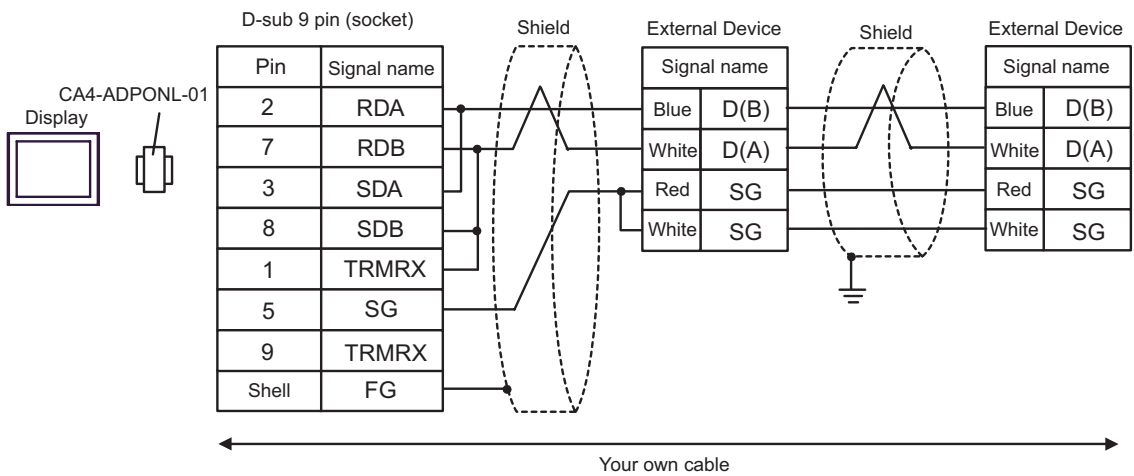 D-sub 9 pin (socket)
Shield
External Device
Shield
External Device
Pin Signal name
Signal name
Signal name
CA4-ADPONL-01
Display
2 RDA
Blue D(B)
Blue D(B)
7 RDB
White D(A)
White D(A)
3 SDA
Red SG
Red SG
8 SDB
White SG
White SG
1 TRMRX
5 SG
9 TRMRX
Shell FG
Your own cable